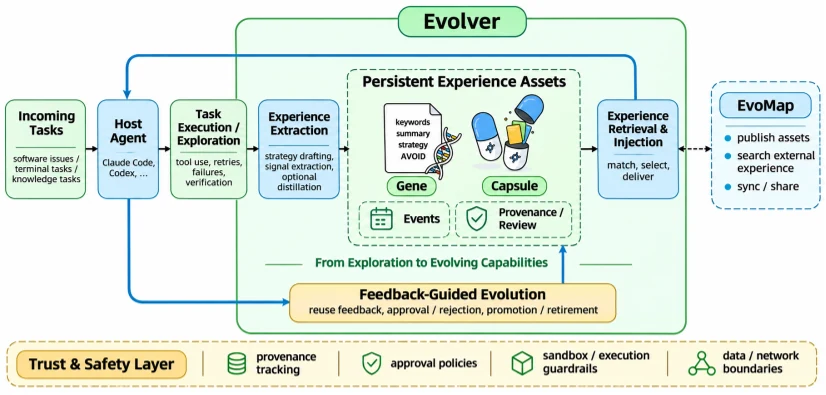 Evolver
Incoming
Tasks
software issues /
terminal tasks /
knowledge tasks
Host
Agent
Claude Code,
Codex, ...
Task
Execution /
Exploration
tool use, retries,
failures,
verification
Experience
Extraction
strategy drafting,
signal extraction,
optional
distillation
Persistent Experience Assets
keywords
summary
strategy
AVOID
Gene
Capsule
Events
Provenance /
Review
Experience
Retrieval &
Injection
match, select,
deliver
EvoMap
publish assets
search external
experience
sync / share
From Exploration to Evolving Capabilities
Feedback-Guided Evolution
reuse feedback, approval / rejection, promotion / retirement
Trust & Safety Layer
provenance
tracking
approval policies
sandbox / execution
guardrails
data / network
boundaries